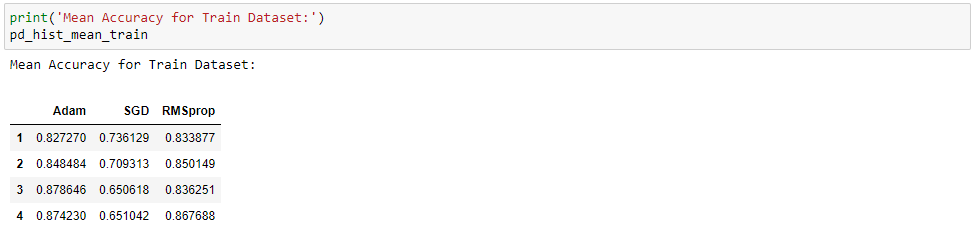 print('Mean Accuracy for Train Dataset:')
pd_hist_mean_train
Mean Accuracy for Train Dataset:
Adam SGD RMSprop
1 0.827270 0.736129 0.833877
2 0.848484 0.709313 0.850149
3 0.878646 0.650618 0.836251
4 0.874230 0.651042 0.867688